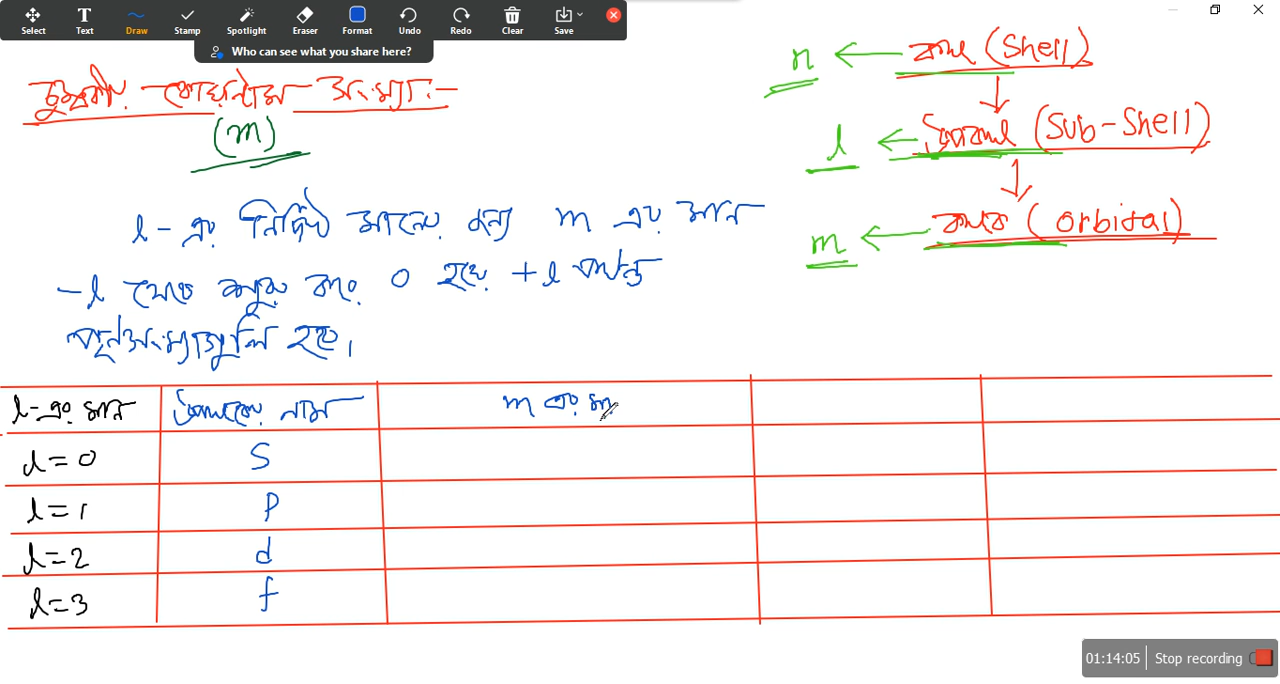 Select Text Draw Stamp Spotlight Eraser Format Undo Redo Clear Save
Who can see what you share here?
চুম্বকীয় কোয়ান্টাম সংখ্যা:-
(m)
n ← কক্ষ (Shell)
l ← উপকক্ষ (Sub-Shell)
m ← কক্ষক (Orbital)
l-এর নির্দিষ্ট মানের জন্য m এর মান
-l থেকে শুরু করে 0 হয়ে +l পর্যন্ত
পূর্ণসংখ্যাগুলি হবে।
l-এর মান উপকক্ষের নাম m এর মা
l=0 S
l=1 p
l=2 d
l=3 f
01:14:05 Stop recording